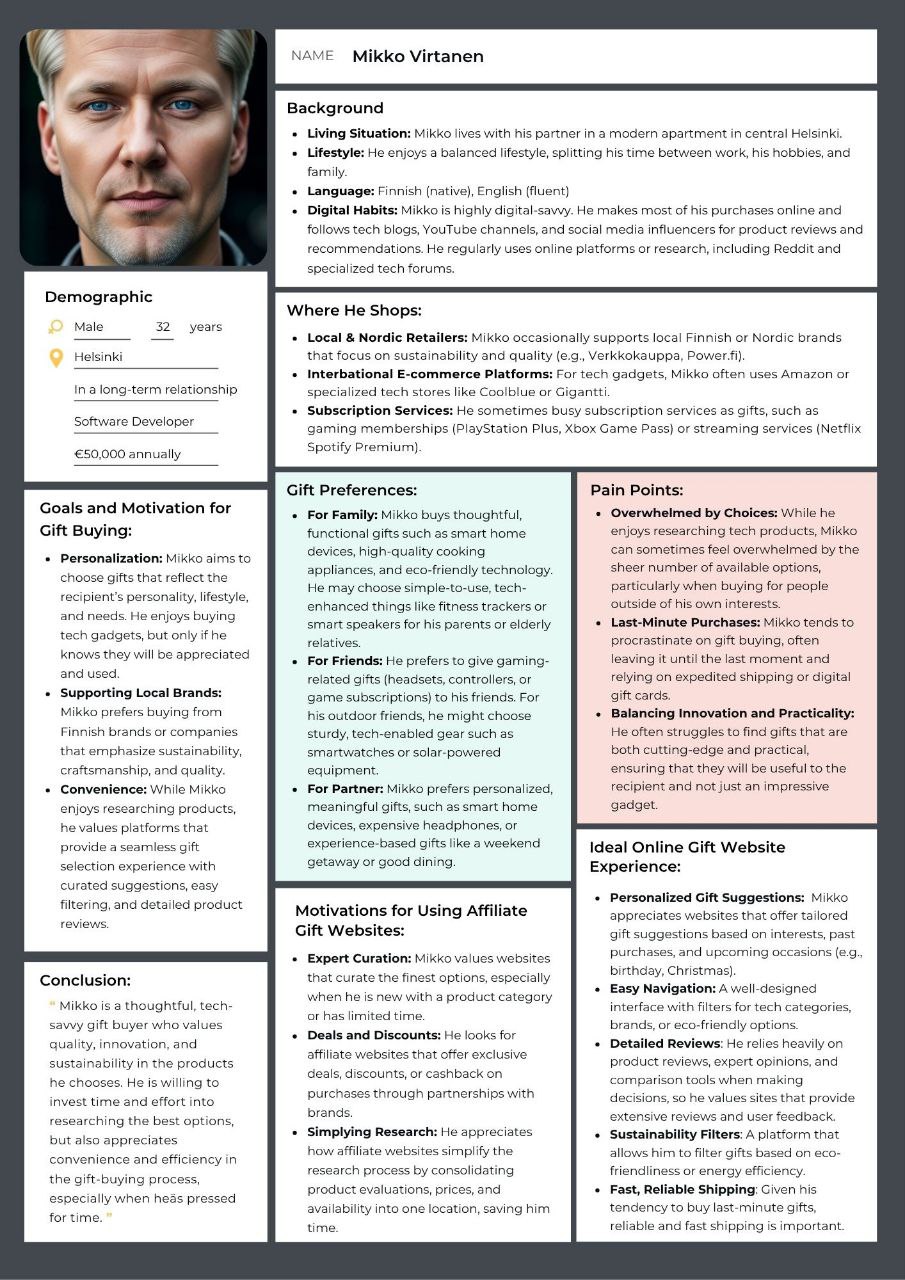 NAME Mikko Virtanen
Background
• Living Situation: Mikko lives with his partner in a modern apartment in central Helsinki.
• Lifestyle: He enjoys a balanced lifestyle, splitting his time between work, his hobbies, and
family.
• Language: Finnish (native), English (fluent)
• Digital Habits: Mikko is highly digital-savvy. He makes most of his purchases online and
follows tech blogs, YouTube channels, and social media influencers for product reviews and
recommendations. He regularly uses online platforms or research, including Reddit and
specialized tech forums.
Demographic
Male 32 years
Helsinki
In a long-term relationship
Software Developer
€50,000 annually
Where He Shops:
• Local & Nordic Retailers: Mikko occasionally supports local Finnish or Nordic brands
that focus on sustainability and quality (e.g., Verkkokauppa, Power.fi).
• Interbational E-commerce Platforms: For tech gadgets, Mikko often uses Amazon or
specialized tech stores like Coolblue or Gigantti.
• Subscription Services: He sometimes busy subscription services as gifts, such as
gaming memberships (PlayStation Plus, Xbox Game Pass) or streaming services (Netflix
Spotify Premium).
Goals and Motivation for
Gift Buying:
• Personalization: Mikko aims to
choose gifts that reflect the
recipient's personality, lifestyle,
and needs. He enjoys buying
tech gadgets, but only if he
knows they will be appreciated
and used.
• Supporting Local Brands:
Mikko prefers buying from
Finnish brands or companies
that emphasize sustainability,
craftsmanship, and quality.
• Convenience: While Mikko
enjoys researching products,
he values platforms that
provide a seamless gift
selection experience with
curated suggestions, easy
filtering, and detailed product
reviews.
Conclusion:
" Mikko is a thoughtful, tech-
savvy gift buyer who values
quality, innovation, and
sustainability in the products
he chooses. He is willing to
invest time and effort into
researching the best options,
but also appreciates
convenience and efficiency in
the gift-buying process,
especially when heäs pressed
for time. "
Gift Preferences:
• For Family: Mikko buys thoughtful,
functional gifts such as smart home
devices, high-quality cooking
appliances, and eco-friendly technology.
He may choose simple-to-use, tech-
enhanced things like fitness trackers or
smart speakers for his parents or elderly
relatives.
• For Friends: He prefers to give gaming-
related gifts (headsets, controllers, or
game subscriptions) to his friends. For
his outdoor friends, he might choose
sturdy, tech-enabled gear such as
smartwatches or solar-powered
equipment.
• For Partner: Mikko prefers personalized,
meaningful gifts, such as smart home
devices, expensive headphones, or
experience-based gifts like a weekend
getaway or good dining.
Motivations for Using Affiliate
Gift Websites:
• Expert Curation: Mikko values websites
that curate the finest options, especially
when he is new with a product category
or has limited time.
• Deals and Discounts: He looks for
affiliate websites that offer exclusive
deals, discounts, or cashback on
purchases through partnerships with
brands.
• Simplying Research: He appreciates
how affiliate websites simplify the
research process by consolidating
product evaluations, prices, and
availability into one location, saving him
time.
Pain Points:
• Overwhelmed by Choices: While he
enjoys researching tech products, Mikko
can sometimes feel overwhelmed by the
sheer number of available options,
particularly when buying for people
outside of his own interests.
• Last-Minute Purchases: Mikko tends to
procrastinate on gift buying, often
leaving it until the last moment and
relying on expedited shipping or digital
gift cards.
• Balancing Innovation and Practicality:
He often struggles to find gifts that are
both cutting-edge and practical,
ensuring that they will be useful to the
recipient and not just an impressive
gadget.
Ideal Online Gift Website
Experience:
• Personalized Gift Suggestions: Mikko
appreciates websites that offer tailored
gift suggestions based on interests, past
purchases, and upcoming occasions (e.g.,
birthday, Christmas).
• Easy Navigation: A well-designed
interface with filters for tech categories,
brands, or eco-friendly options.
• Detailed Reviews: He relies heavily on
product reviews, expert opinions, and
comparison tools when making
decisions, so he values sites that provide
extensive reviews and user feedback.
• Sustainability Filters: A platform that
allows him to filter gifts based on eco-
friendliness or energy efficiency.
• Fast, Reliable Shipping: Given his
tendency to buy last-minute gifts,
reliable and fast shipping is important.